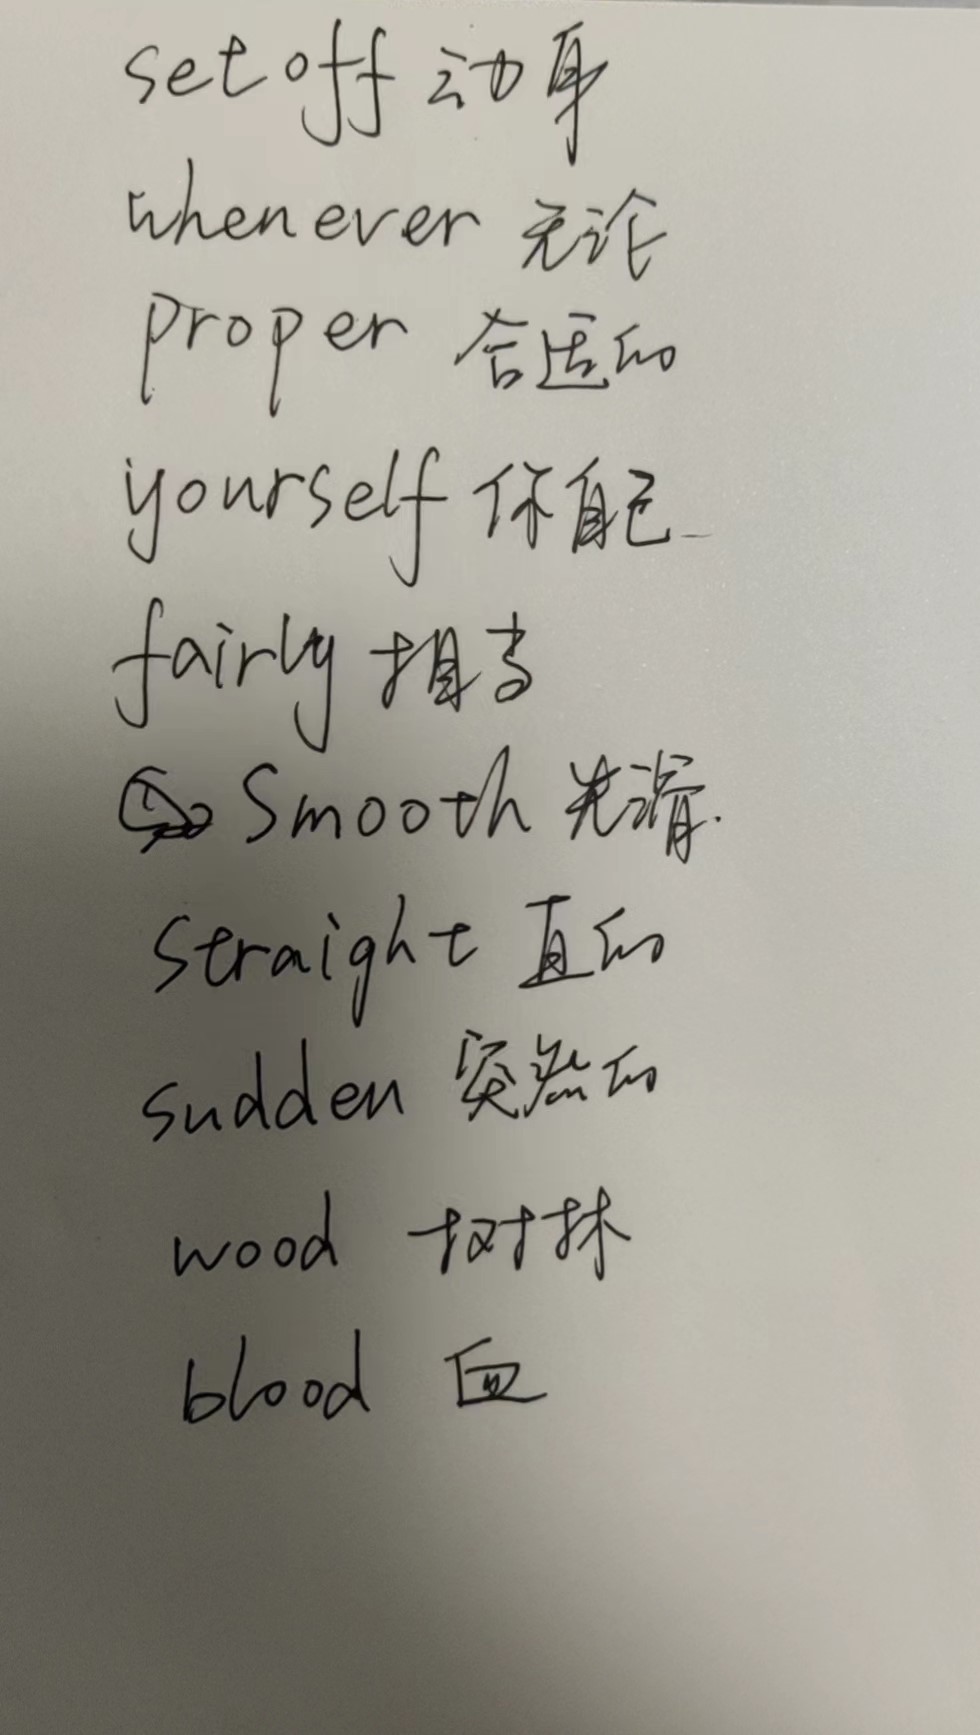 set off 动身
whenever 无论
proper 合适的
yourself 你自己
fairly 相当
Smooth 光滑.
straight 直的
sudden 突然的
wood 树林
blood 血